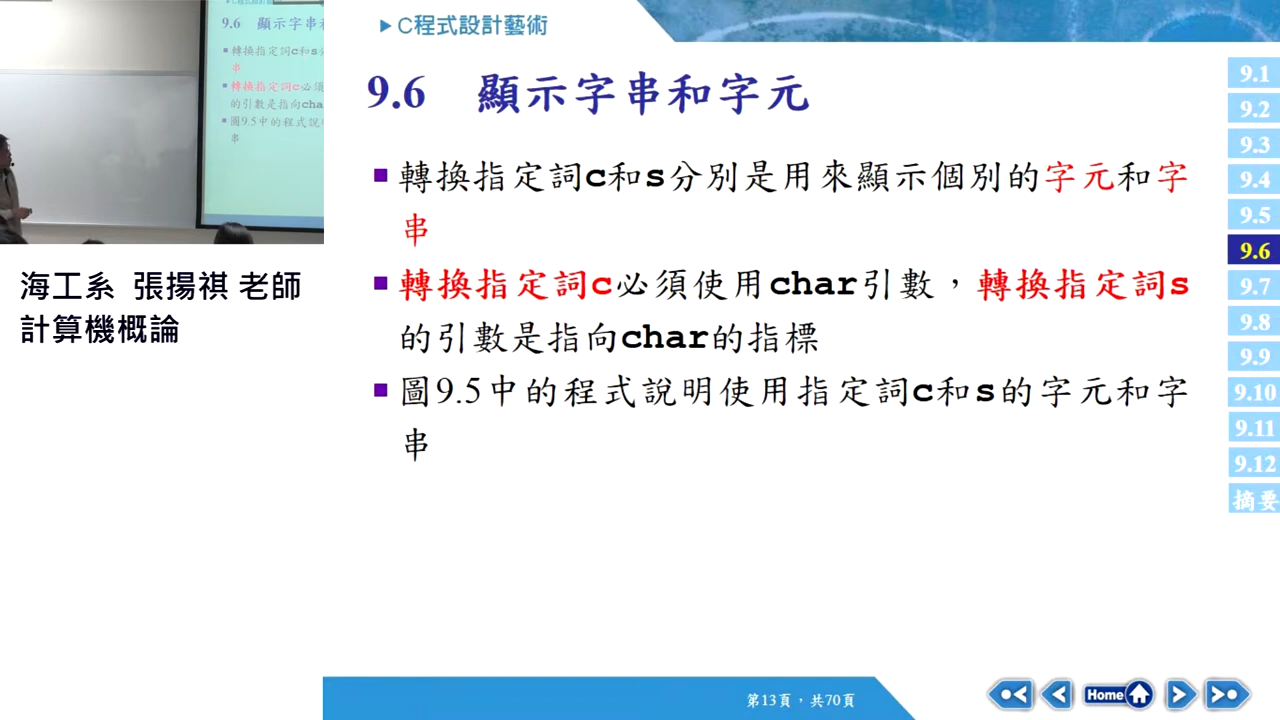 9.6 顯示字串和
轉換指定詞c和s
串
轉換指定詞c必須
的引數是指向cha
圖9.5中的程式說
串
海工系 張揚祺 老師
計算機概論
C程式設計藝術
9.6 顯示字串和字元
轉換指定詞c和s分別是用來顯示個別的字元和字
串
轉換指定詞c必須使用char引數，轉換指定詞s
的引數是指向char的指標
圖9.5中的程式說明使用指定詞c和s的字元和字
串
9.1
9.2
9.3
9.4
9.5
9.6
9.7
9.8
9.9
9.10
9.11
9.12
摘要
第13頁，共70頁
Home